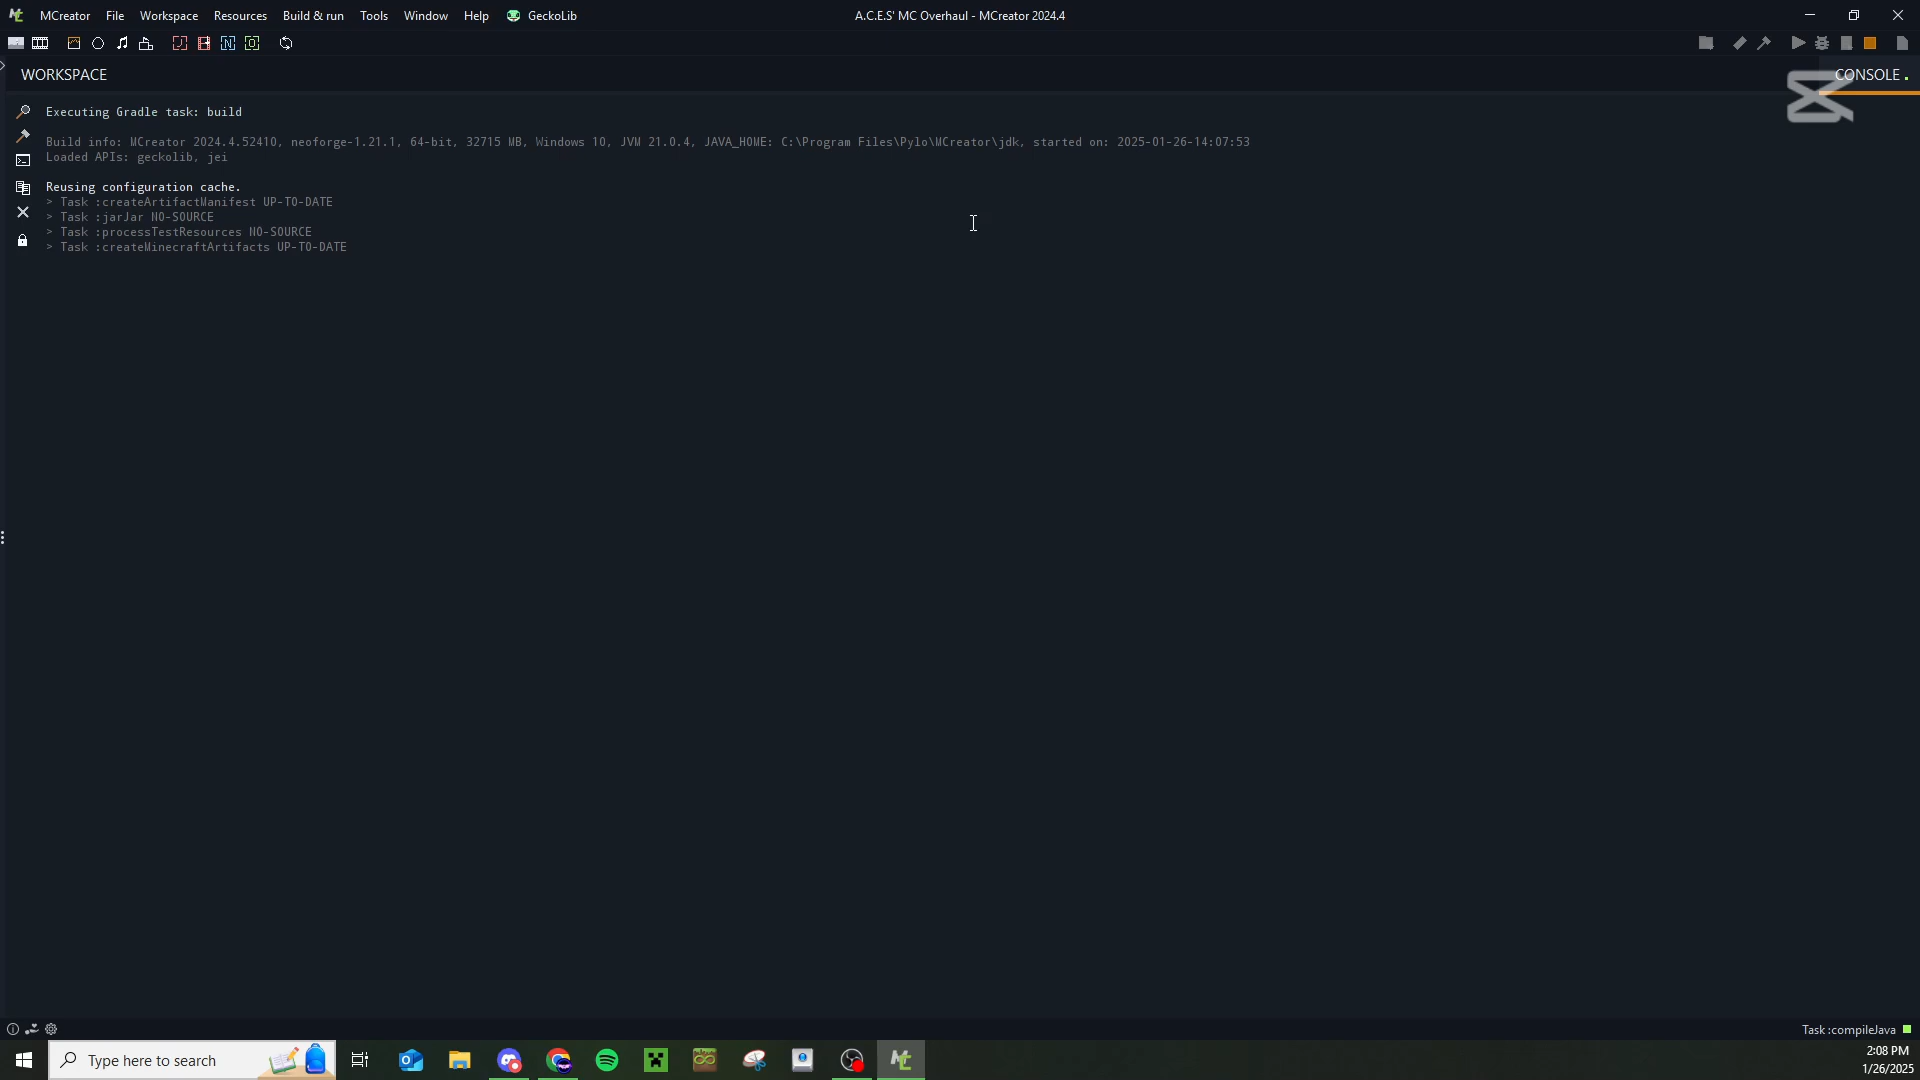 MCreator File Workspace Resources Build & run Tools Window Help GeckoLib A.C.E.S' MC Overhaul - MCreator 2024.4
WORKSPACE
CONSOLE
Executing Gradle task: build
Build info: MCreator 2024.4.52410, neoforge-1.21.1, 64-bit, 32715 MB, Windows 10, JVM 21.0.4, JAVA_HOME: C:\Program Files\Pylo\MCreator\jdk, started on: 2025-01-26-14:07:53
Loaded APIs: geckolib, jei
Reusing configuration cache.
> Task :createArtifactManifest UP-TO-DATE
> Task :jarJar NO-SOURCE
> Task :processTestResources NO-SOURCE
> Task :createMinecraftArtifacts UP-TO-DATE
Task :compileJava
Type here to search
2:08 PM
1/26/2025